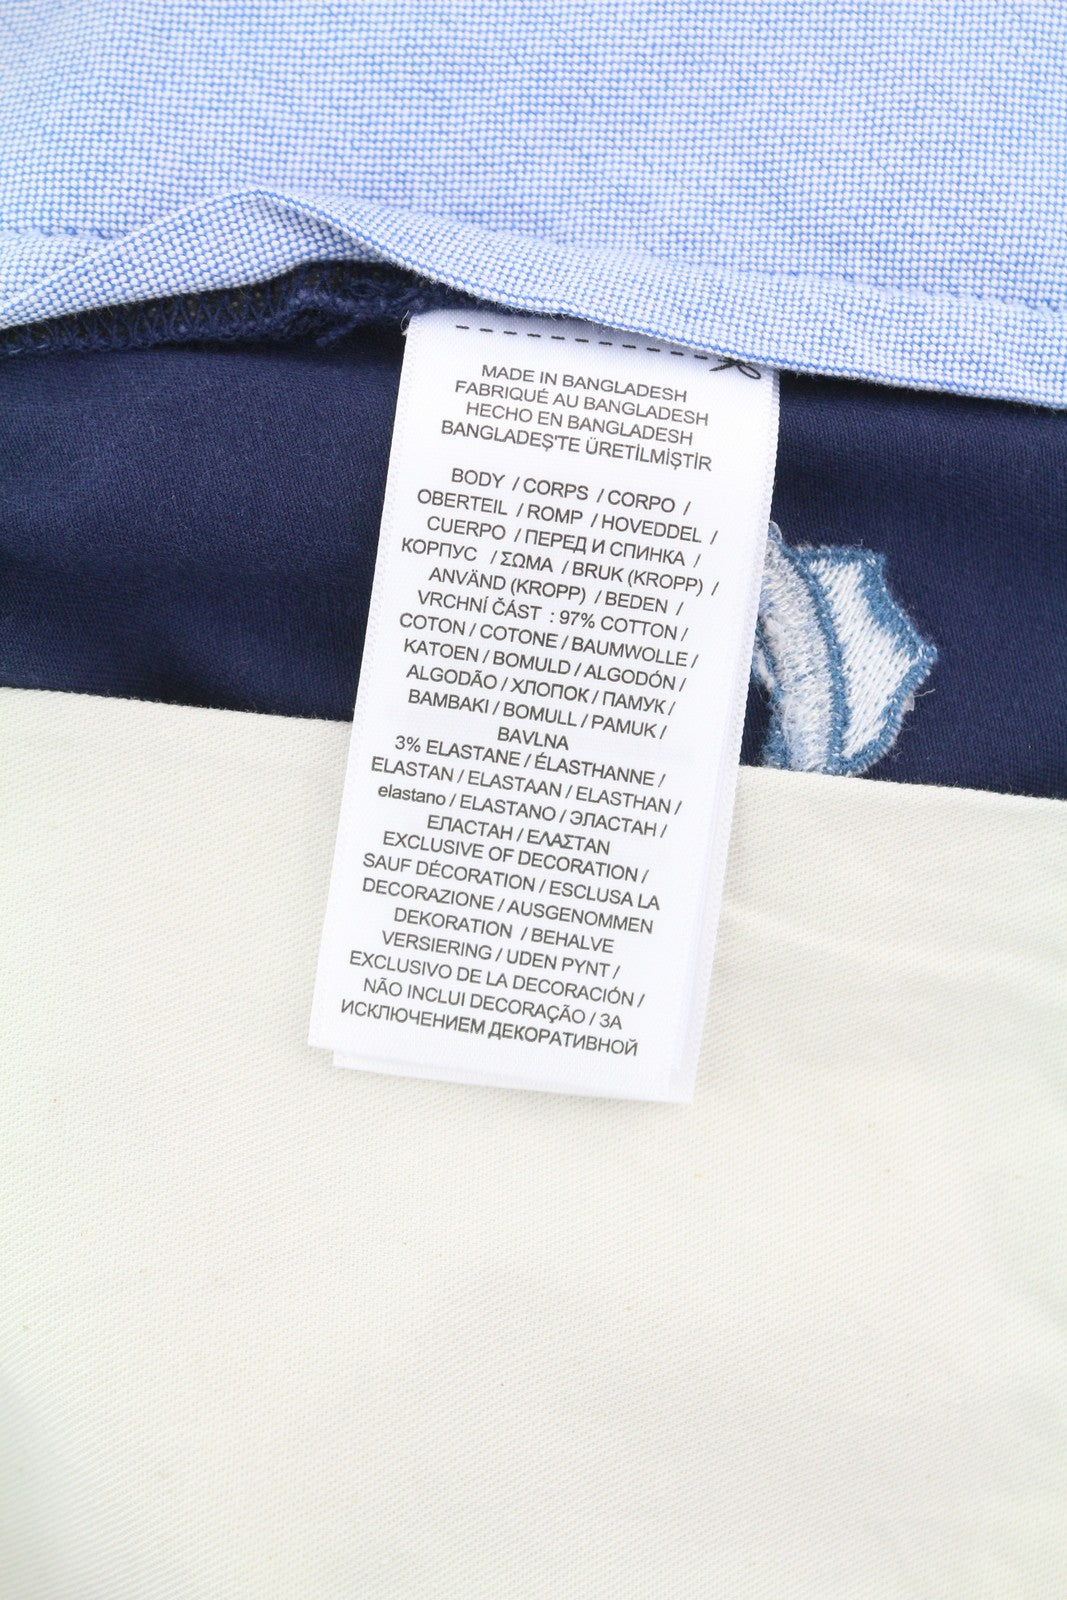 MADE IN BANGLADESH
FABRIQUÉ AU BANGLADESH
HECHO EN BANGLADESH
BANGLADEŞ'TE ÜRETİLMİŞTİR
BODY / CORPS / CORPO /
OBERTEIL / ROMP / HOVEDDEL /
CUERPO / ПЕРЕД И СПИНКА /
КОРПУС / ΣΩΜΑ / BRUK (KROPP) /
ANVÄND (KROPP) / BEDEN /
VRCHNÍ ČÁST : 97% COTTON /
COTON / COTONE / BAUMWOLLE /
KATOEN / BOMULD / ALGODÓN /
ALGODÃO / ХЛОПОК / ПАМУК /
BAMBAKI / BOMULL / PAMUK /
BAVLNA
3% ELASTANE / ÉLASTHANNE /
ELASTAN / ELASTAAN / ELASTHAN /
elastano / ELASTANO / ЭЛАСТАН /
ЕЛАСТАН / ΕΛΑΣΤΑΝ
EXCLUSIVE OF DECORATION /
SAUF DÉCORATION / ESCLUSA LA
DECORAZIONE / AUSGENOMMEN
DEKORATION / BEHALVE
VERSIERING / UDEN PYNT /
EXCLUSIVO DE LA DECORACIÓN /
NÃO INCLUI DECORAÇÃO / ЗА
ИСКЛЮЧЕНИЕМ ДЕКОРАТИВНОЙ